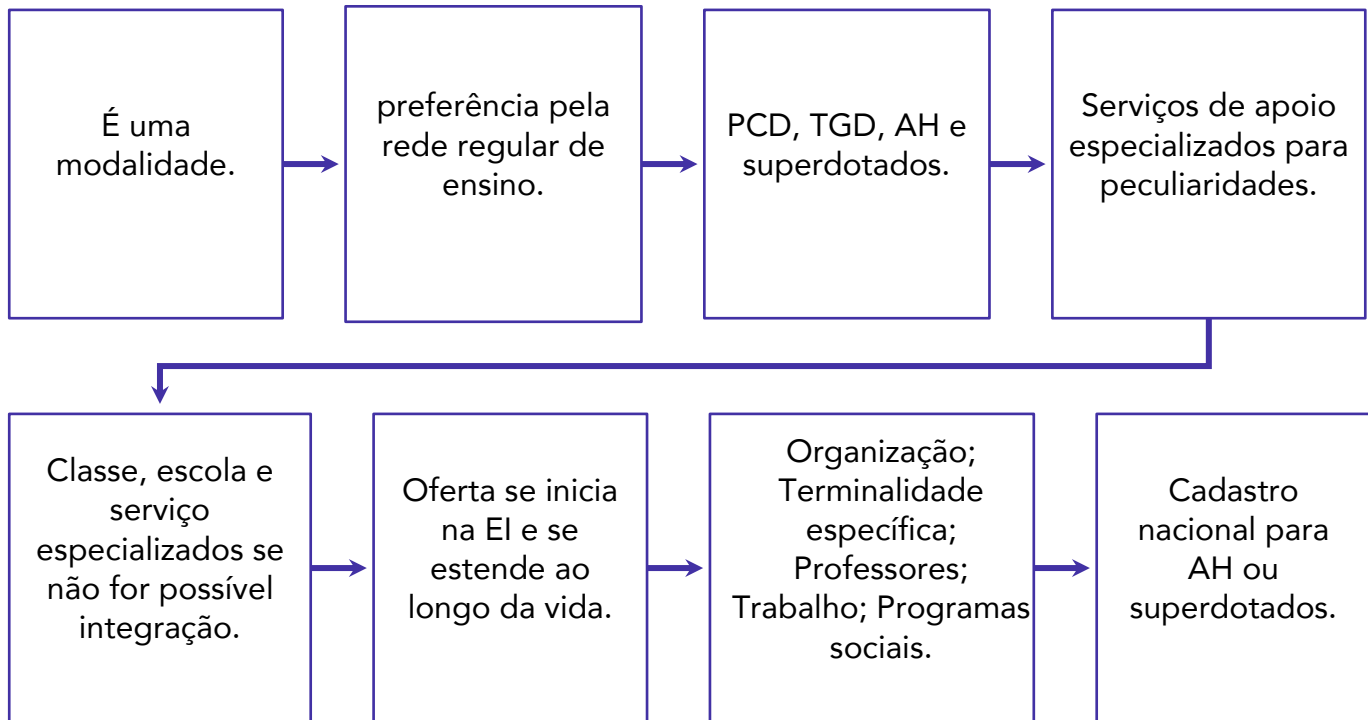 É uma
modalidade.
preferência pela
rede regular de
ensino.
PCD, TGD, AH e
superdotados.
Serviços de apoio
especializados para
peculiaridades.
Classe, escola e
serviço
especializados se
não for possível
integração.
Oferta se inicia
na EI e se
estende ao
longo da vida.
Organização;
Terminalidade
específica;
Professores;
Trabalho; Programas
sociais.
Cadastro
nacional para
AH ou
superdotados.